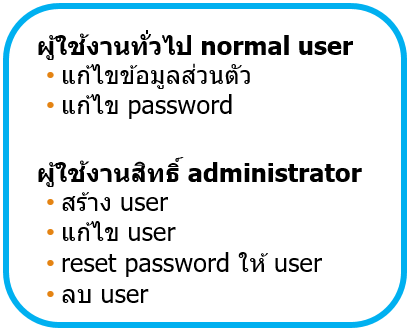 ผู้ใช้งานทั่วไป normal user
• แก้ไขข้อมูลส่วนตัว
• แก้ไข password
ผู้ใช้งานสิทธิ์ administrator
• สร้าง user
• แก้ไข user
• reset password ให้ user
• ลบ user